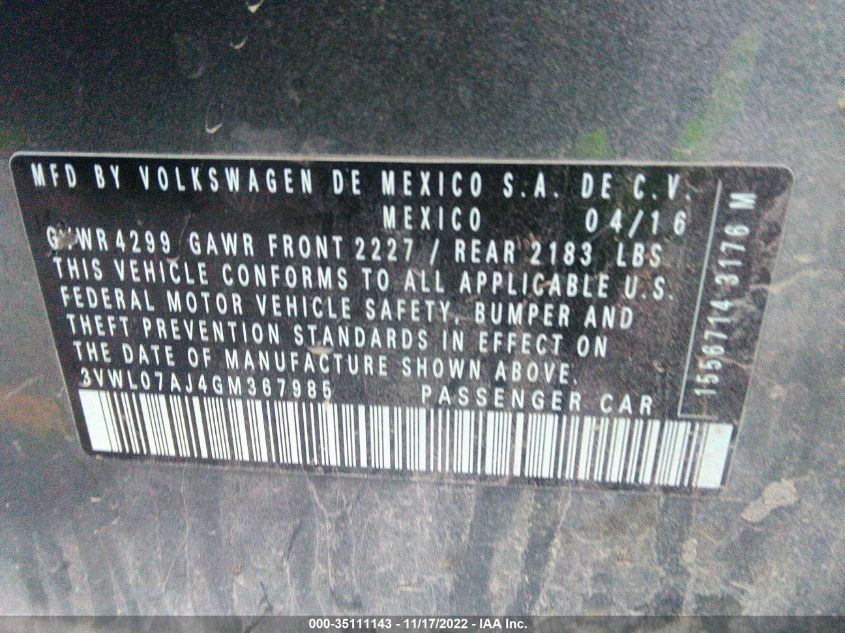 MFD BY VOLKSWAGEN DE MEXICO S.A. DE C.V.
MEXICO 04/16
GVWR 4299 GAWR FRONT 2227 / REAR 2183 LBS
THIS VEHICLE CONFORMS TO ALL APPLICABLE U.S.
FEDERAL MOTOR VEHICLE SAFETY, BUMPER AND
THEFT PREVENTION STANDARDS IN EFFECT ON
THE DATE OF MANUFACTURE SHOWN ABOVE.
3VWL07AJ4GM367985 PASSENGER CAR
1556714 3176 M
000-35111143 - 11/17/2022 - IAA Inc.